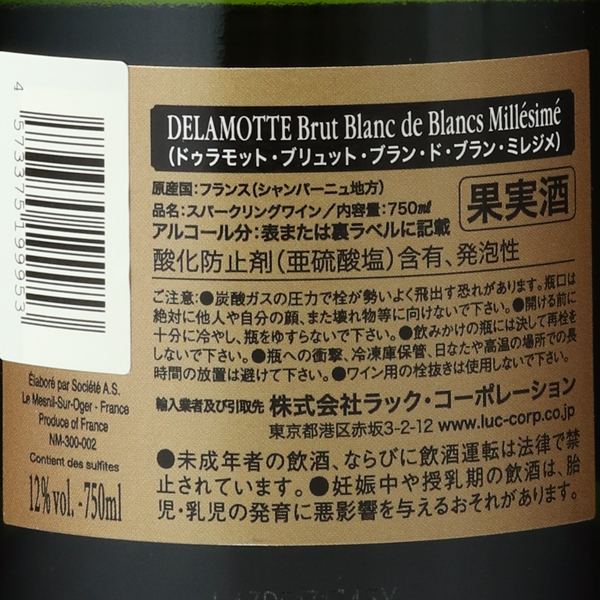 DELAMOTTE Brut Blanc de Blancs Millésimé
(ドゥラモット・ブリュット・ブラン・ド・ブラン・ミレジメ)
原産国:フランス(シャンパーニュ地方)
品名:スパークリングワイン/内容量:750㎖
果実酒
アルコール分:表または裏ラベルに記載
酸化防止剤(亜硫酸塩)含有、発泡性
ご注意:●炭酸ガスの圧力で栓が勢いよく飛出す恐れがあります。瓶口は
絶対に他人や自分の顔、また壊れ物等に向けないで下さい。●開ける前に
十分に冷やし、瓶をゆすらないで下さい。●飲みかけの瓶には決して再栓を
しないで下さい。●瓶への衝撃、冷凍庫保管、日なたや高温の場所での長
時間の放置は避けて下さい。●ワイン用の栓抜きは使用しないで下さい。
輸入業者及び引取先 株式会社ラック・コーポレーション
東京都港区赤坂3-2-12 www.luc-corp.co.jp
●未成年者の飲酒、ならびに飲酒運転は法律で禁
止されています。●妊娠中や授乳期の飲酒は、胎
児・乳児の発育に悪影響を与えるおそれがあります。
4 573375 199953
Élaboré par Société A.S.
Le Mesnil-Sur-Oger - France
Produce of France
NM-300-002
Contient des sulfites
12% vol. - 750ml